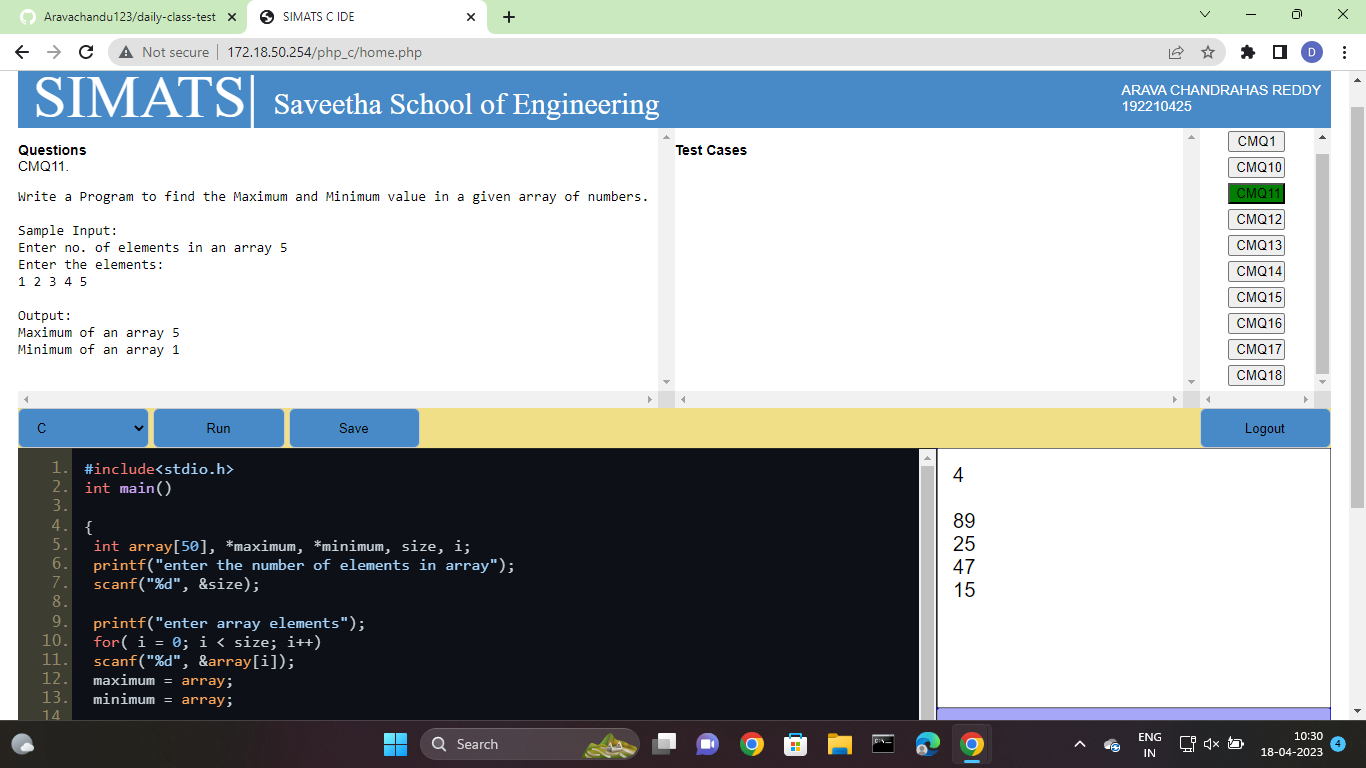 Aravachandu123/daily-class-test
SIMATS C IDE
Not secure
172.18.50.254/php_c/home.php
D
SIMATS
Saveetha School of Engineering
ARAVA CHANDRAHAS REDDY
192210425
Questions
CMQ11.
Write a Program to find the Maximum and Minimum value in a given array of numbers.
Sample Input:
Enter no. of elements in an array 5
Enter the elements:
1 2 3 4 5
Output:
Maximum of an array 5
Minimum of an array 1
Test Cases
CMQ1
CMQ10
CMQ11
CMQ12
CMQ13
CMQ14
CMQ15
CMQ16
CMQ17
CMQ18
C
Run
Save
Logout
1. #include<stdio.h>
2. int main()
3.
4. {
5. int array[50], *maximum, *minimum, size, i;
6. printf("enter the number of elements in array");
7. scanf("%d", &size);
8.
9. printf("enter array elements");
10. for( i = 0; i < size; i++)
11. scanf("%d", &array[i]);
12. maximum = array;
13. minimum = array;
14
4
89
25
47
15
Search
ENG
IN
10:30
18-04-2023
4